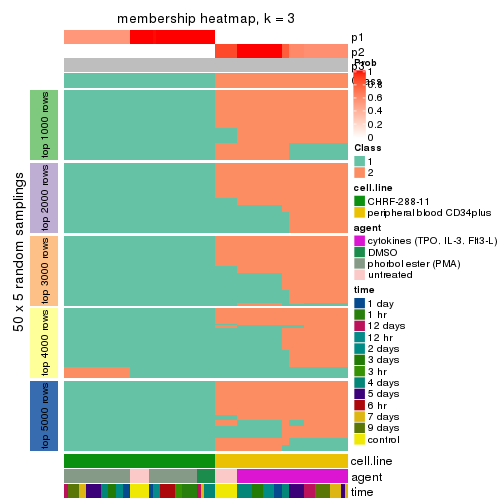 membership heatmap, k = 3
p1
p2
p3
Class
50 x 5 random samplings
top 1000 rows
top 2000 rows
top 3000 rows
top 4000 rows
top 5000 rows
cell.line
agent
time
Prob
1
0.8
0.6
0.4
0.2
0
Class
1
2
cell.line
CHRF-288-11
peripheral blood CD34plus
agent
cytokines (TPO, IL-3, Flt3-L)
DMSO
phorbol ester (PMA)
untreated
time
1 day
1 hr
12 days
12 hr
2 days
3 days
3 hr
4 days
5 days
6 hr
7 days
9 days
control